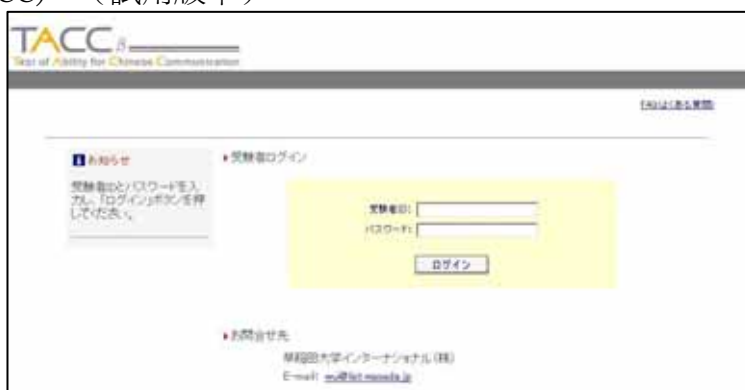 TACC β
Test of Ability for Chinese Communication
FAQ(よくある質問)
お知らせ
受験者IDとパスワードを入
力し、「ログイン」ボタンを押
してください。
受験者ログイン
受験者ID:
パスワード:
ログイン
お問合せ先
早稲田大学インターナショナル(株)
E-mail: